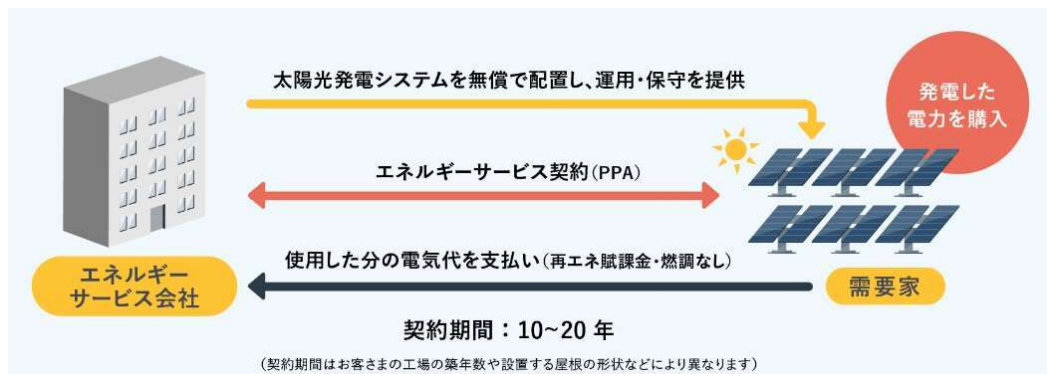 太陽光発電システムを無償で配置し、運用・保守を提供
発電した
電力を購入
エネルギーサービス契約(PPA)
使用した分の電気代を支払い(再エネ賦課金・燃調なし)
エネルギー
サービス会社
需要家
契約期間:10~20 年
(契約期間はお客さまの工場の築年数や設置する屋根の形状などにより異なります)